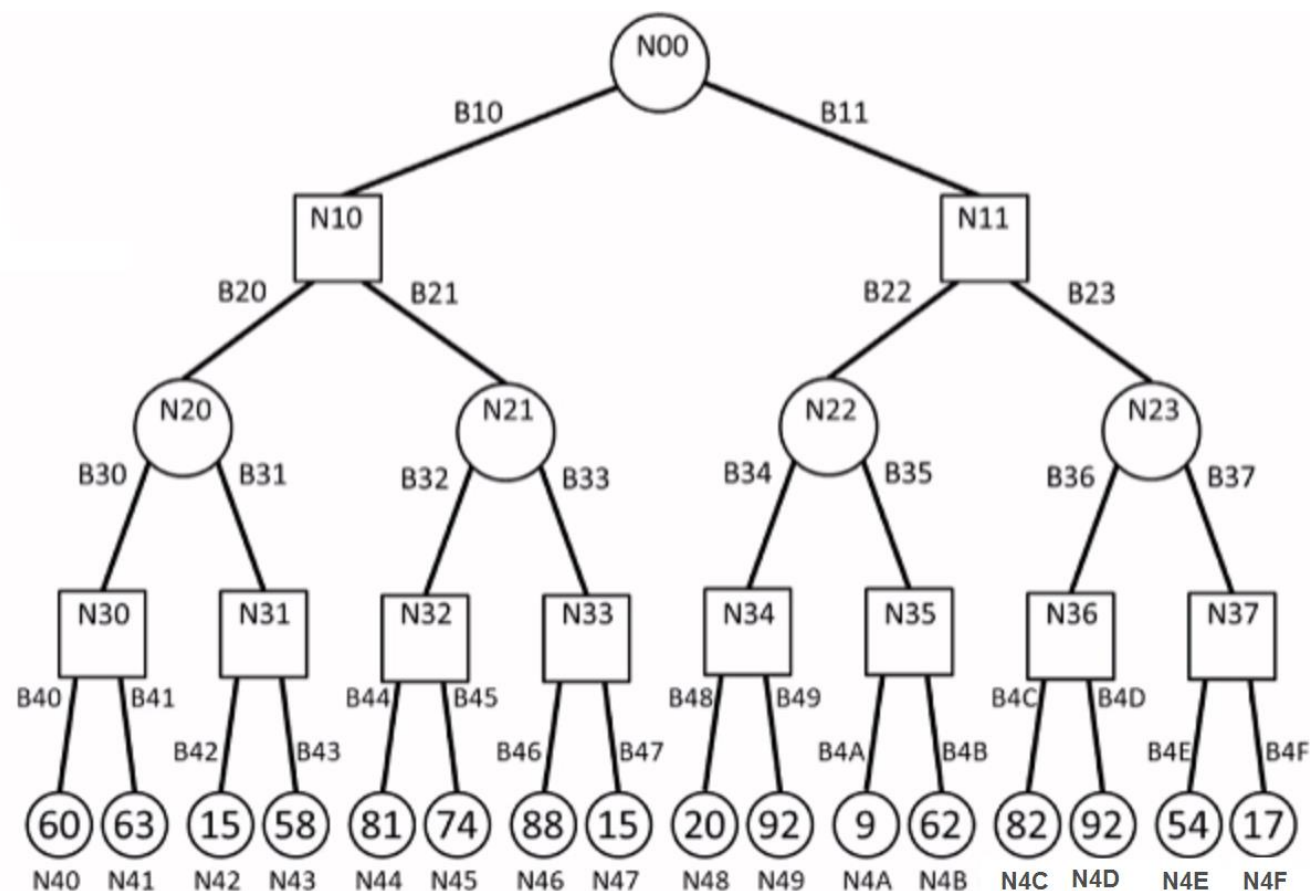 N00
B10 B11
N10 N11
B20 B21 B22 B23
N20 N21 N22 N23
B30 B31 B32 B33 B34 B35 B36 B37
N30 N31 N32 N33 N34 N35 N36 N37
B40 B41 B44 B45 B48 B49 B4C B4D
B42 B43 B46 B47 B4A B4B B4E B4F
60 63 15 58 81 74 88 15 20 92 9 62 82 92 54 17
N40 N41 N42 N43 N44 N45 N46 N47 N48 N49 N4A N4B N4C N4D N4E N4F